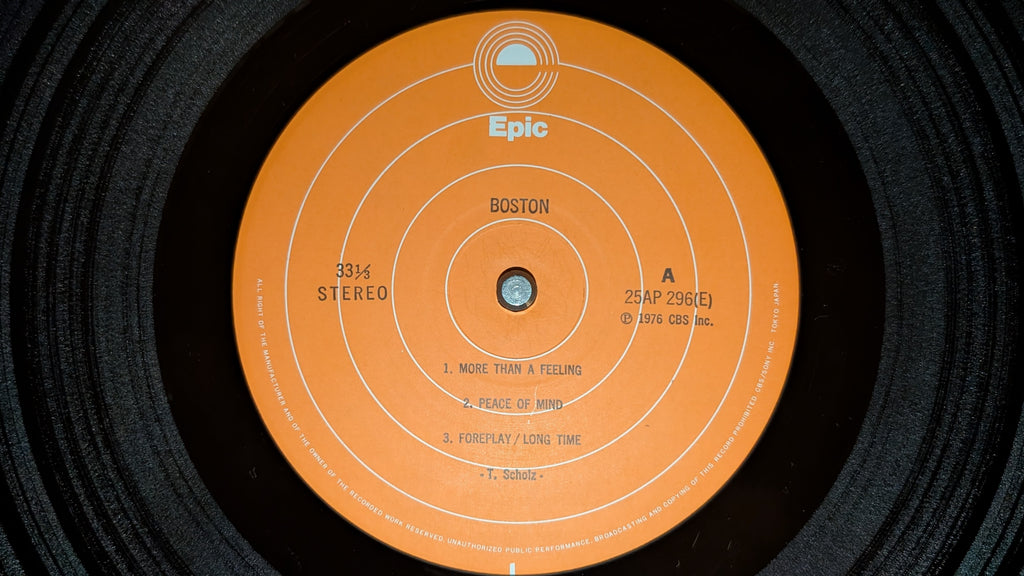 Epic
BOSTON
33⅓
STEREO
A
25AP 296(E)
Ⓟ 1976 CBS Inc.
1. MORE THAN A FEELING
2. PEACE OF MIND
3. FOREPLAY/LONG TIME
-T. Scholz-
ALL RIGHT OF THE MANUFACTURER AND OF THE OWNER OF THE RECORDED WORK RESERVED. UNAUTHORIZED PUBLIC PERFORMANCE, BROADCASTING AND COPYING OF THIS RECORD PROHIBITED CBS/SONY INC. TOKYO JAPAN